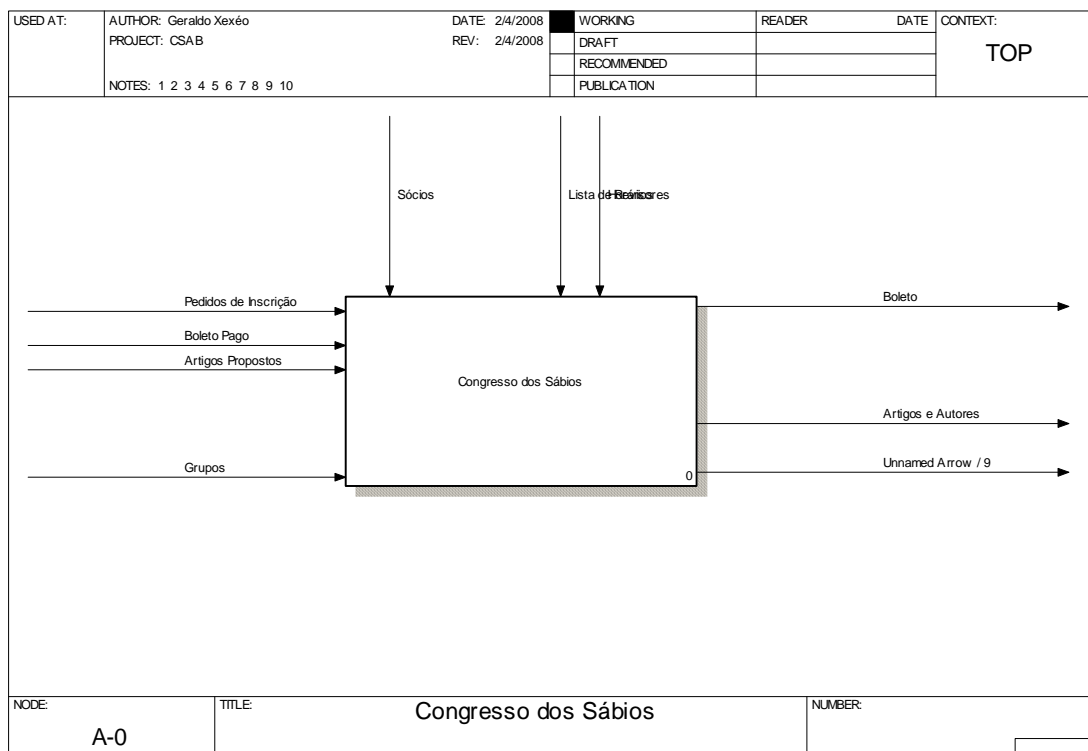 USED AT:
AUTHOR: Geraldo Xexéo
DATE: 2/4/2008
PROJECT: CSAB
REV: 2/4/2008
NOTES: 1 2 3 4 5 6 7 8 9 10
WORKING
DRAFT
RECOMMENDED
PUBLICATION
READER
DATE
CONTEXT:
TOP
Sócios
Lista de
Pedidos de Inscrição
Boleto Pago
Artigos Propostos
Grupos
Congresso dos Sábios
0
Boleto
Artigos e Autores
Unnamed Arrow / 9
NODE:
A-0
TITLE:
Congresso dos Sábios
NUMBER: